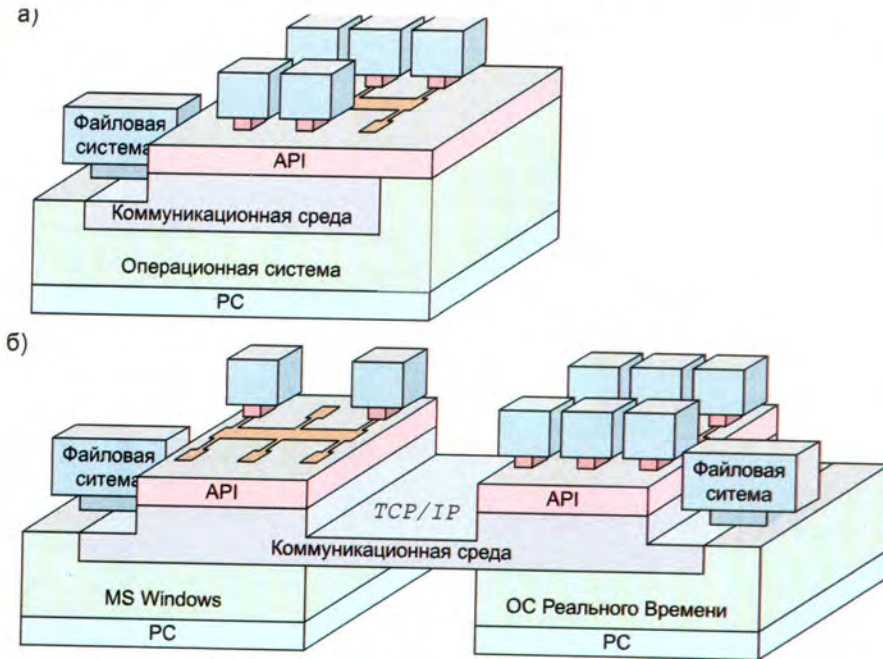 а)
Файловая
система
API
Коммуникационная среда
Операционная система
PC
б)
Файловая
ситема
API
TCP/IP
API
Файловая
ситема
Коммуникационная среда
MS Windows
ОС Реального Времени
PC
PC